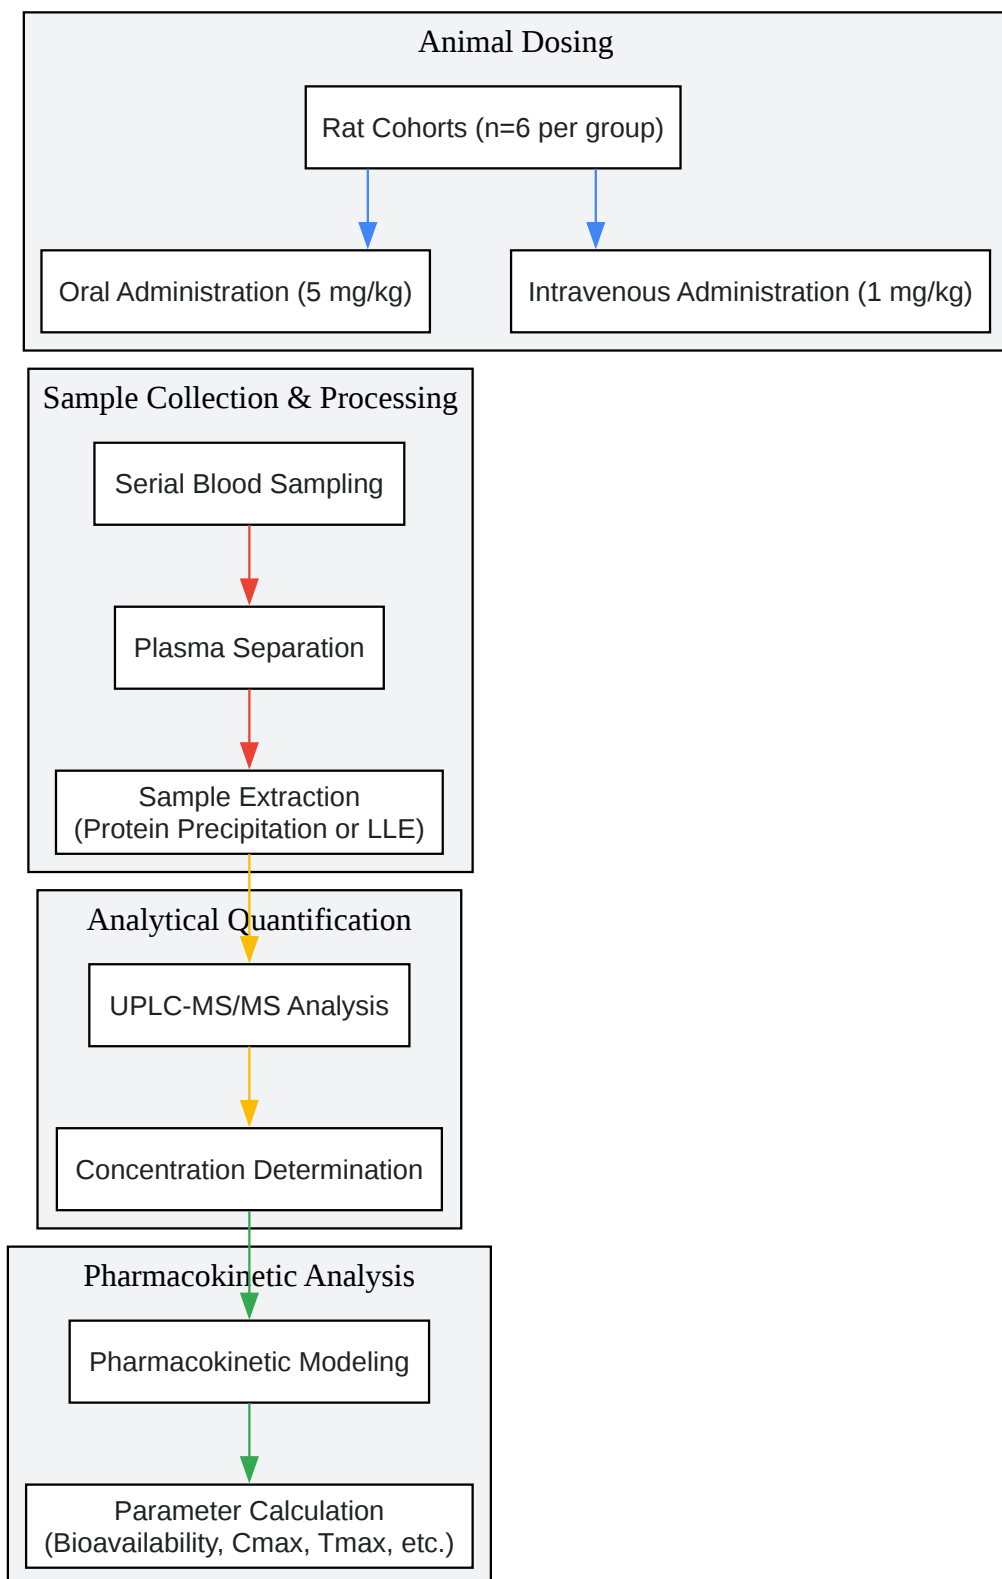 Animal Dosing
Rat Cohorts (n=6 per group)
Oral Administration (5 mg/kg)
Intravenous Administration (1 mg/kg)
Sample Collection & Processing
Serial Blood Sampling
Plasma Separation
Sample Extraction
(Protein Precipitation or LLE)
Analytical Quantification
UPLC-MS/MS Analysis
Concentration Determination
Pharmacokinetic Analysis
Pharmacokinetic Modeling
Parameter Calculation
(Bioavailability, Cmax, Tmax, etc.)